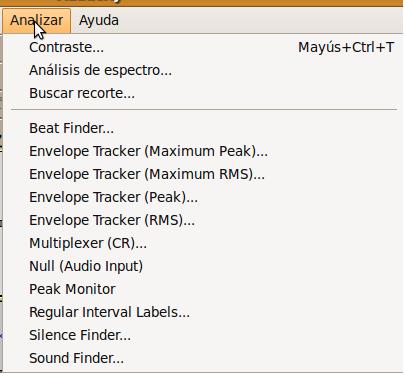 Analizar Ayuda
Contraste... Mayús+Ctrl+T
Análisis de espectro...
Buscar recorte...
Beat Finder...
Envelope Tracker (Maximum Peak)...
Envelope Tracker (Maximum RMS)...
Envelope Tracker (Peak)...
Envelope Tracker (RMS)...
Multiplexer (CR)...
Null (Audio Input)
Peak Monitor
Regular Interval Labels...
Silence Finder...
Sound Finder...